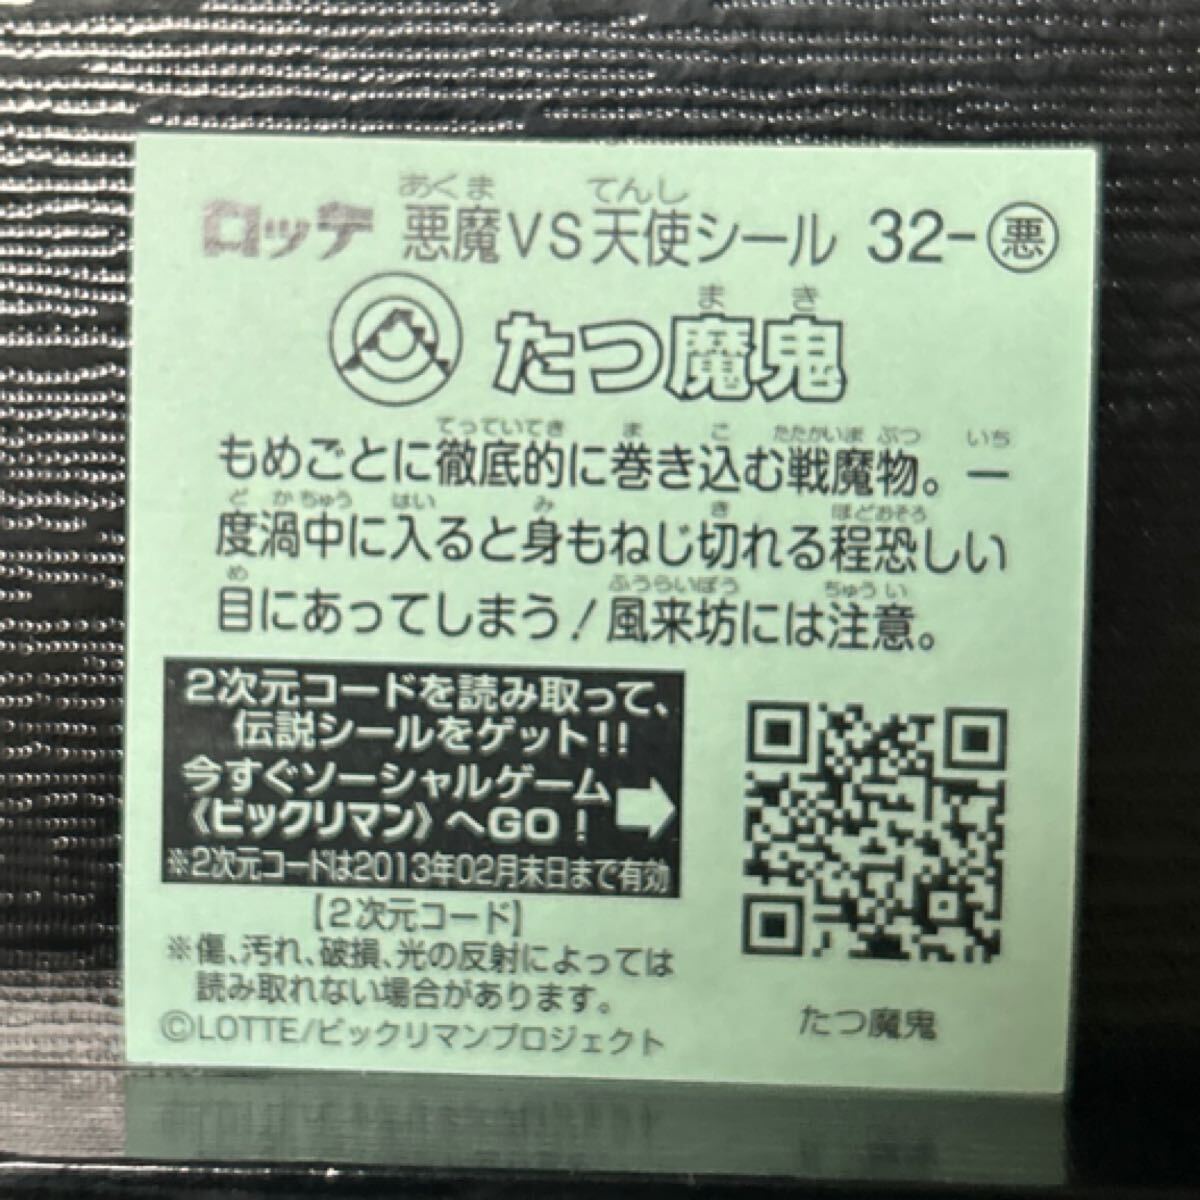 ロッテ 悪魔VS天使シール 32-悪
あくま てんし
たつ魔鬼
まき
もめごとに徹底的に巻き込む戦魔物。一
てっていてき ま こ たたかいま ぶつ いち
度渦中に入ると身もねじ切れる程恐しい
ど かちゅう はい み き ほどおそろ
目にあってしまう!風来坊には注意。
め ふうらいぼう ちゅうい
2次元コードを読み取って、
伝説シールをゲット!!
今すぐソーシャルゲーム
《ビックリマン》へGO!
※2次元コードは2013年02月末日まで有効
【2次元コード】
※傷、汚れ、破損、光の反射によっては
読み取れない場合があります。
©LOTTE/ビックリマンプロジェクト
たつ魔鬼